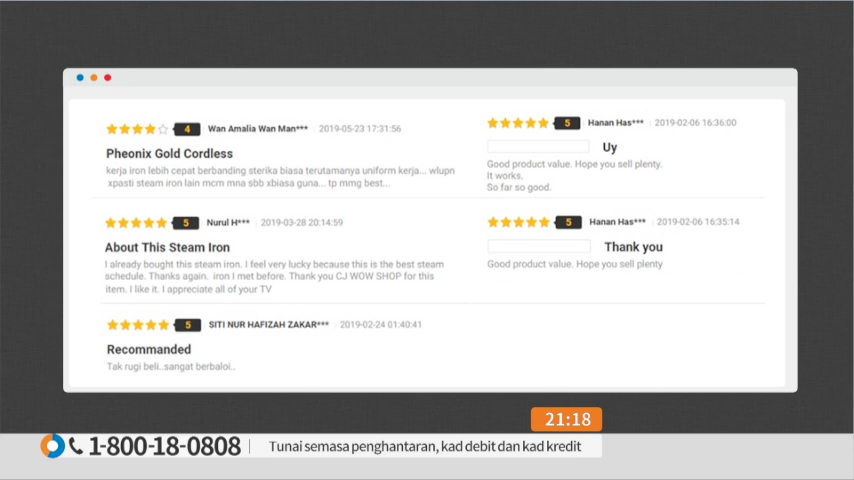 4 Wan Amalia Wan Man*** 2019-05-23 17:31:56
Pheonix Gold Cordless
kerja iron lebih cepat berbanding sterika biasa terutamanya uniform kerja... wlupn
xpasti steam iron lain mcm mna sbb xbiasa guna... tp mmg best...
5 Nurul H*** 2019-03-28 20:14:59
About This Steam Iron
I already bought this steam iron. I feel very lucky because this is the best steam
schedule. Thanks again. iron I met before. Thank you CJ WOW SHOP for this
item. I like it. I appreciate all of your TV
5 SITI NUR HAFIZAH ZAKAR*** 2019-02-24 01:40:41
Recommanded
Tak rugi beli..sangat berbaloi..
5 Hanan Has*** 2019-02-06 16:36:00
Uy
Good product value. Hope you sell plenty.
It works.
So far so good.
5 Hanan Has*** 2019-02-06 16:35:14
Thank you
Good product value. Hope you sell plenty
21:18
1-800-18-0808 Tunai semasa penghantaran, kad debit dan kad kredit